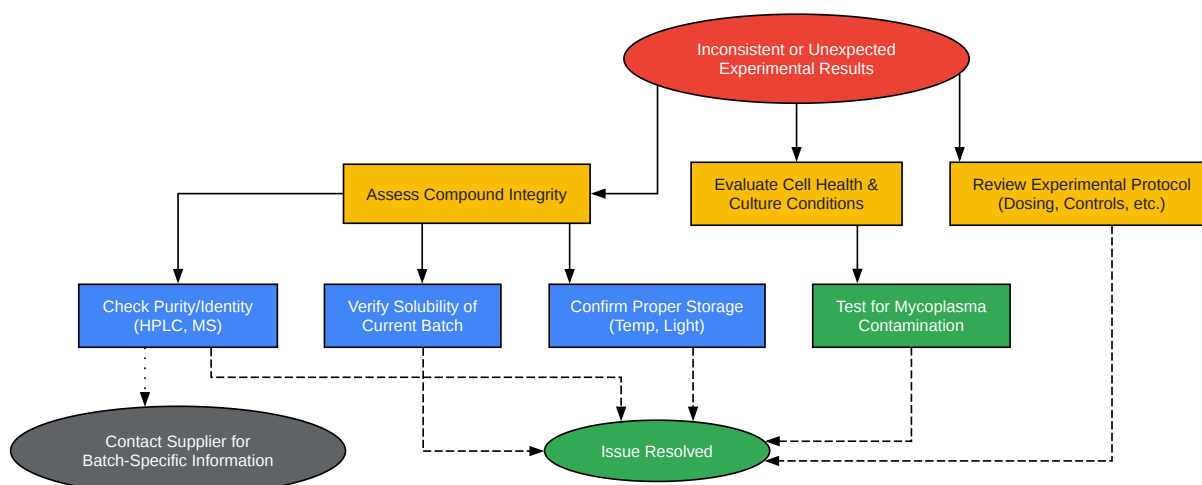 Inconsistent or Unexpected
Experimental Results
Assess Compound Integrity
Evaluate Cell Health &
Culture Conditions
Review Experimental Protocol
(Dosing, Controls, etc.)
Check Purity/Identity
(HPLC, MS)
Verify Solubility of
Current Batch
Confirm Proper Storage
(Temp, Light)
Test for Mycoplasma
Contamination
Contact Supplier for
Batch-Specific Information
Issue Resolved